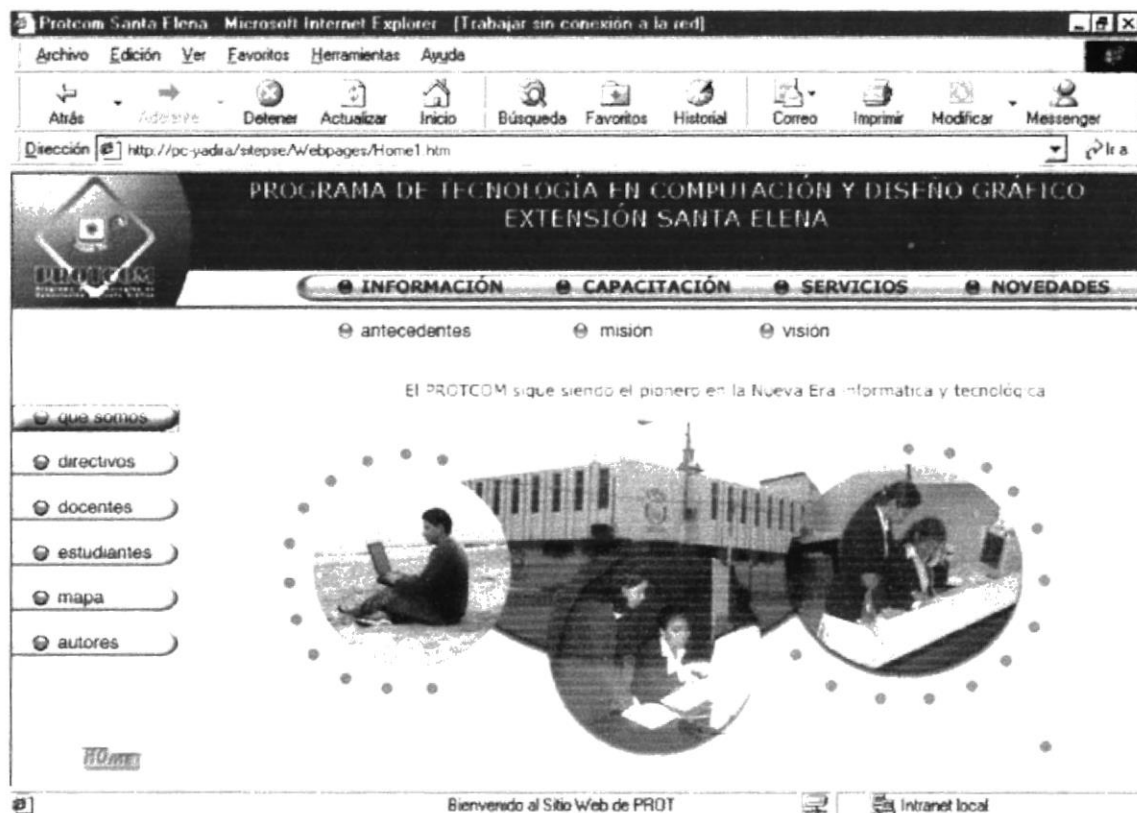 Protcom Santa Elena - Microsoft Internet Explorer - [Trabajar sin conexión a la red]
Archivo Edición Ver Favoritos Herramientas Ayuda
Atrás Adelante Detener Actualizar Inicio Búsqueda Favoritos Historial Correo Imprimir Modificar Messenger
Dirección http://pc-yadira/sitepse/Webpages/Home1.htm Ir a
PROGRAMA DE TECNOLOGÍA EN COMPUTACIÓN Y DISEÑO GRÁFICO
EXTENSIÓN SANTA ELENA
PROTCOM
INFORMACIÓN CAPACITACIÓN SERVICIOS NOVEDADES
antecedentes misión visión
El PROTCOM sigue siendo el pionero en la Nueva Era informática y tecnológica
que somos
directivos
docentes
estudiantes
mapa
autores
HOME
Bienvenido al Sitio Web de PROT Intranet local